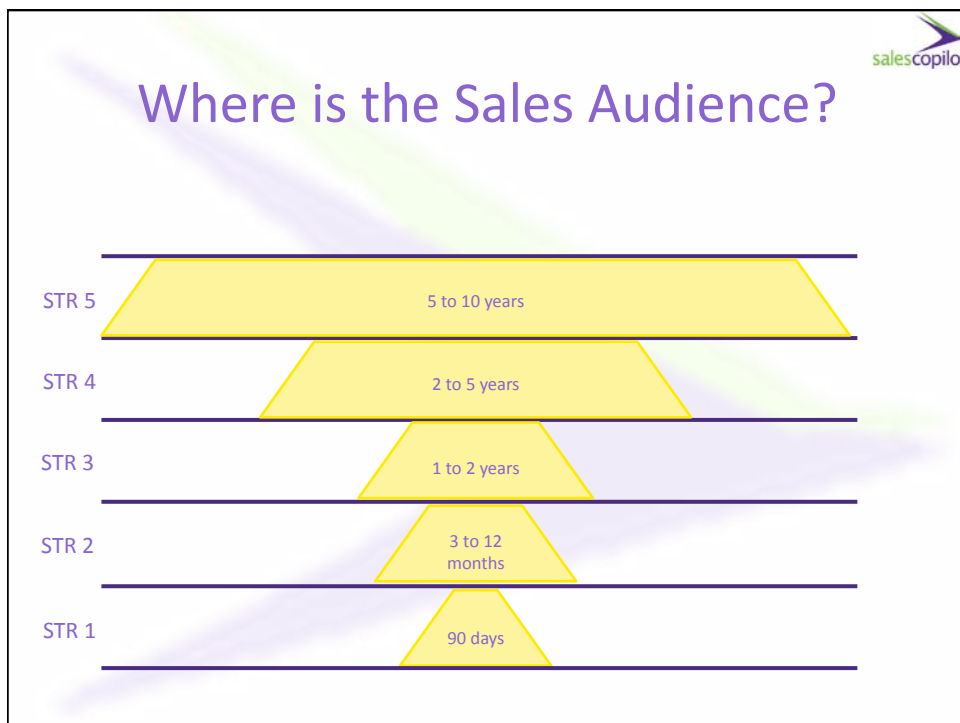 salescopilo
Where is the Sales Audience?
STR 5
5 to 10 years
STR 4
2 to 5 years
STR 3
1 to 2 years
STR 2
3 to 12
months
STR 1
90 days